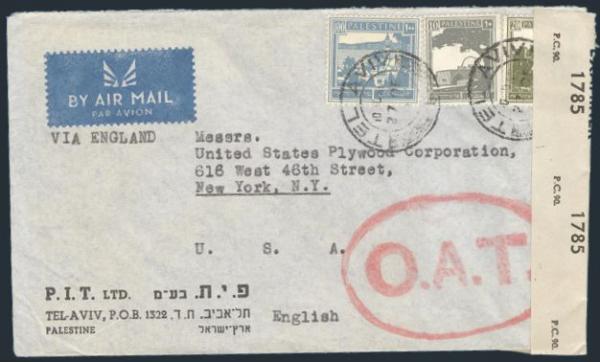 BY AIR MAIL
PAR AVION
VIA ENGLAND
PALESTINE
PALESTINE
TEL AVIV
TEL AVIV
P.C. 90.
1785
P.C. 90.
1785
P.C. 90.
Messrs.
United States Plywood Corporation,
616 West 46th Street,
New York, N.Y.
U. S. A.
O.A.T.
P.I.T. LTD. פ.י.ת. בע"מ
TEL-AVIV, P.O.B. 1322 תל־אביב, ת.ד.
PALESTINE ארץ־ישראל
English